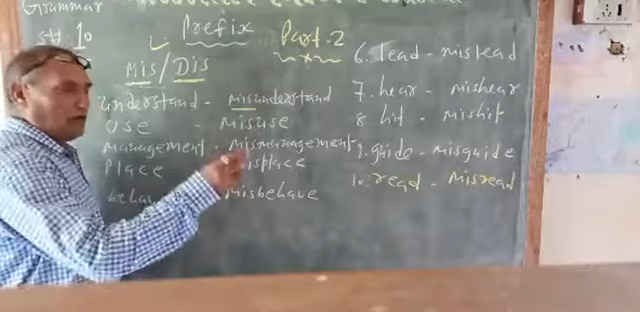 Grammar
Std. 10
Prefix
Part-2
Mis/Dis
Understand - misunderstand
Use - misuse
management - mismanagement
Place - misplace
misbehave
6. lead - mislead
7. hear - mishear
8. hit - mishit
9. guide - misguide
10. read - misread